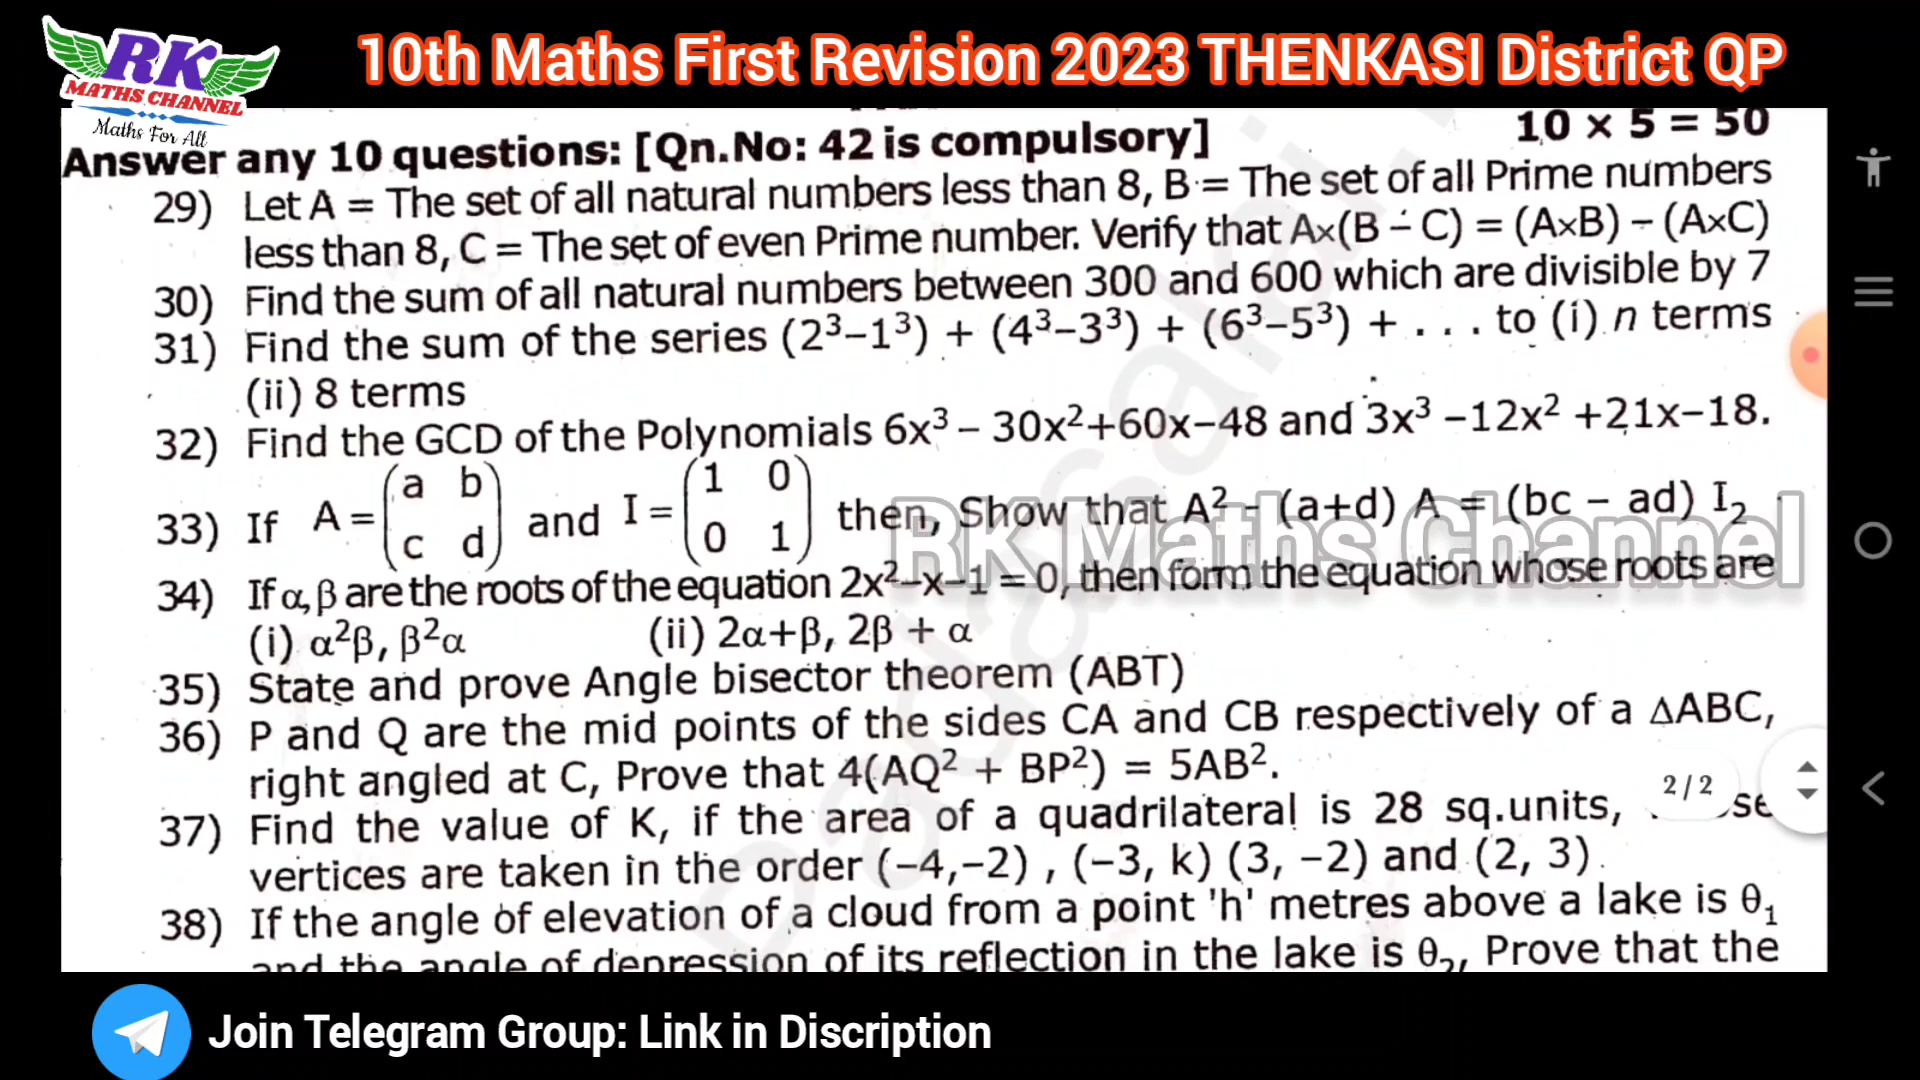 RK
MATHS CHANNEL
Maths For All
10th Maths First Revision 2023 THENKASI District QP
Answer any 10 questions: [Qn.No: 42 is compulsory] 10 x 5 = 50
29) Let A = The set of all natural numbers less than 8, B = The set of all Prime numbers
less than 8, C = The set of even Prime number. Verify that A×(B – C) = (A×B) – (A×C)
30) Find the sum of all natural numbers between 300 and 600 which are divisible by 7
31) Find the sum of the series (2³–1³) + (4³–3³) + (6³–5³) + . . . to (i) n terms
(ii) 8 terms
32) Find the GCD of the Polynomials 6x³ – 30x²+60x–48 and 3x³ –12x² +21x–18.
33) If A = (a b c d) and I = (1 0 0 1) then, Show that A² - (a+d) A = (bc – ad) I₂
RK Maths Channel
34) If α, β are the roots of the equation 2x²–x–1 = 0, then form the equation whose roots are
(i) α²β, β²α (ii) 2α+β, 2β + α
35) State and prove Angle bisector theorem (ABT)
36) P and Q are the mid points of the sides CA and CB respectively of a ΔABC,
right angled at C, Prove that 4(AQ² + BP²) = 5AB².
2/2
37) Find the value of K, if the area of a quadrilateral is 28 sq.units,
vertices are taken in the order (–4,–2) , (–3, k) (3, –2) and (2, 3).
38) If the angle of elevation of a cloud from a point 'h' metres above a lake is θ₁
and the angle of depression of its reflection in the lake is θ₂, Prove that the
Join Telegram Group: Link in Discription